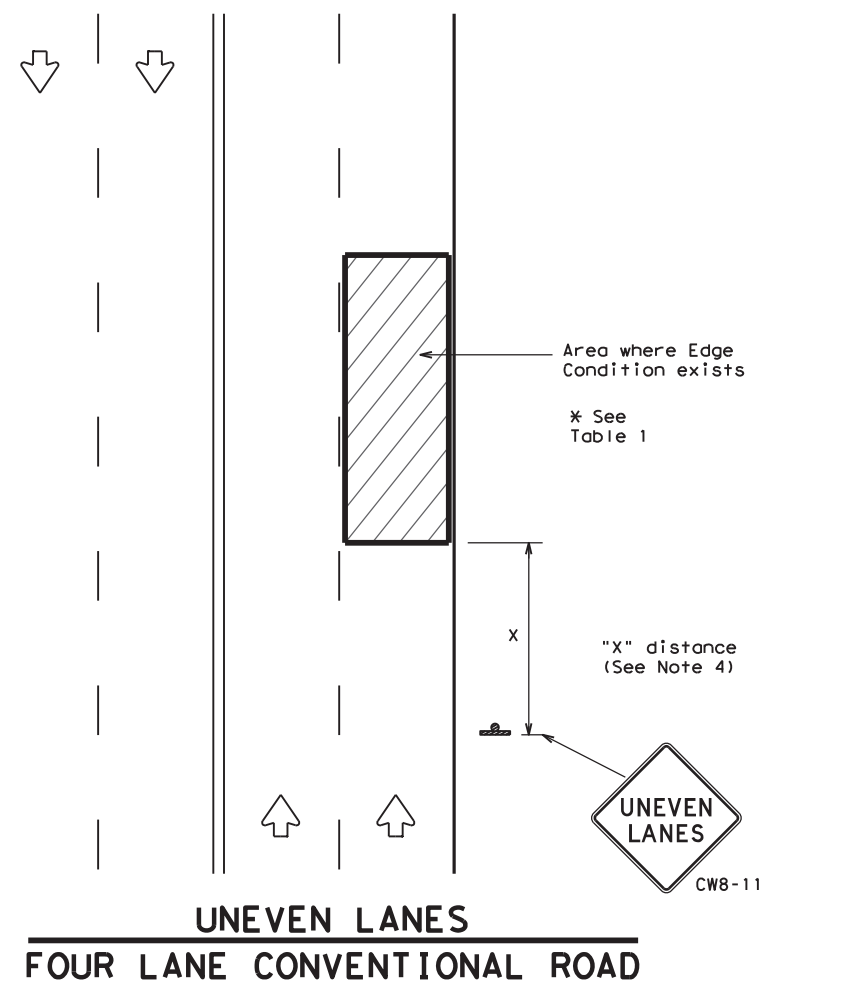 Area where Edge
Condition exists
* See
Table 1
X
"X" distance
(See Note 4)
UNEVEN
LANES
CW8-11
UNEVEN LANES
FOUR LANE CONVENTIONAL ROAD